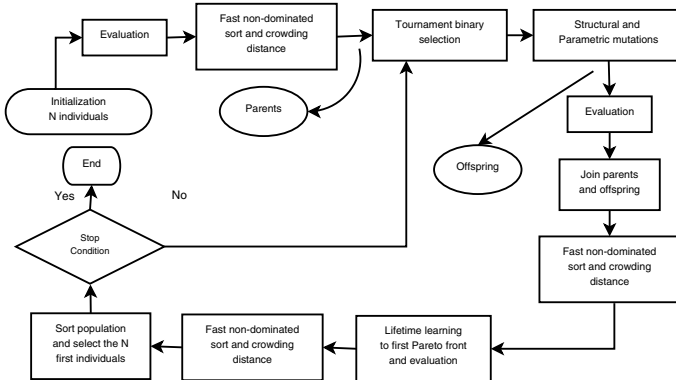 Initialization
N individuals
Evaluation
Fast non-dominated
sort and crowding
distance
Parents
Tournament binary
selection
Structural and
Parametric mutations
Offspring
Evaluation
Join parents
and offspring
Fast non-dominated
sort and crowding
distance
Lifetime learning
to first Pareto front
and evaluation
Fast non-dominated
sort and crowding
distance
Sort population
and select the N
first individuals
Stop
Condition
Yes
No
End